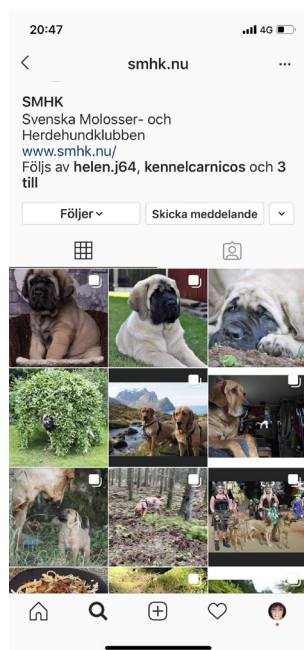 20:47
4G
smhk.nu
SMHK
Svenska Molosser- och
Herdehundklubben
www.smhk.nu/
Följs av helen.j64, kennelcarnicos och 3
till
Följer
Skicka meddelande